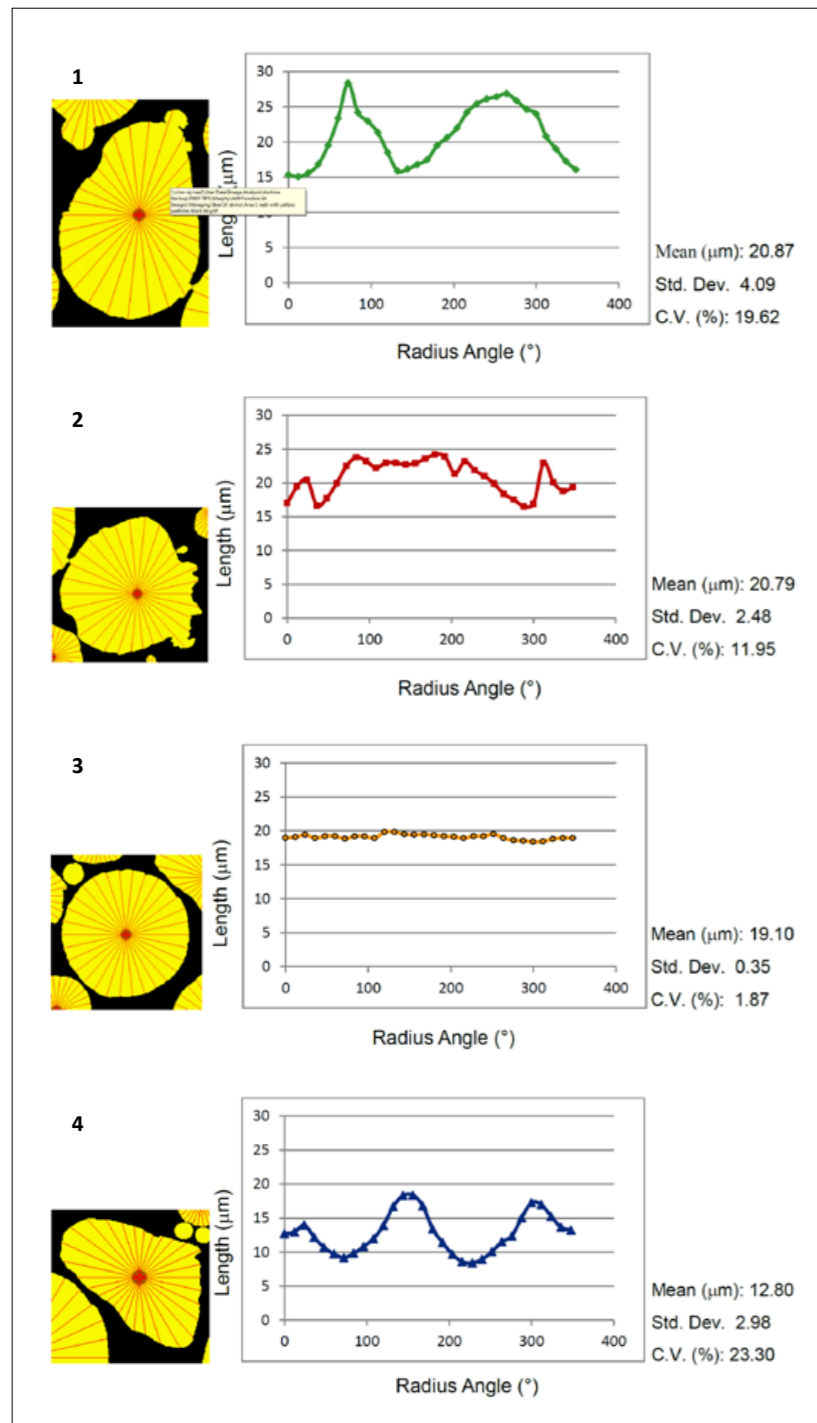 1
30
25
20
15
10
5
0
0 100 200 300 400
Length (μm)
Radius Angle (°)
Mean (μm): 20.87
Std. Dev. 4.09
C.V. (%): 19.62
2
30
25
20
15
10
5
0
0 100 200 300 400
Length (μm)
Radius Angle (°)
Mean (μm): 20.79
Std. Dev. 2.48
C.V. (%): 11.95
3
30
25
20
15
10
5
0
0 100 200 300 400
Length (μm)
Radius Angle (°)
Mean (μm): 19.10
Std. Dev. 0.35
C.V. (%): 1.87
4
30
25
20
15
10
5
0
0 100 200 300 400
Length (μm)
Radius Angle (°)
Mean (μm): 12.80
Std. Dev. 2.98
C.V. (%): 23.30